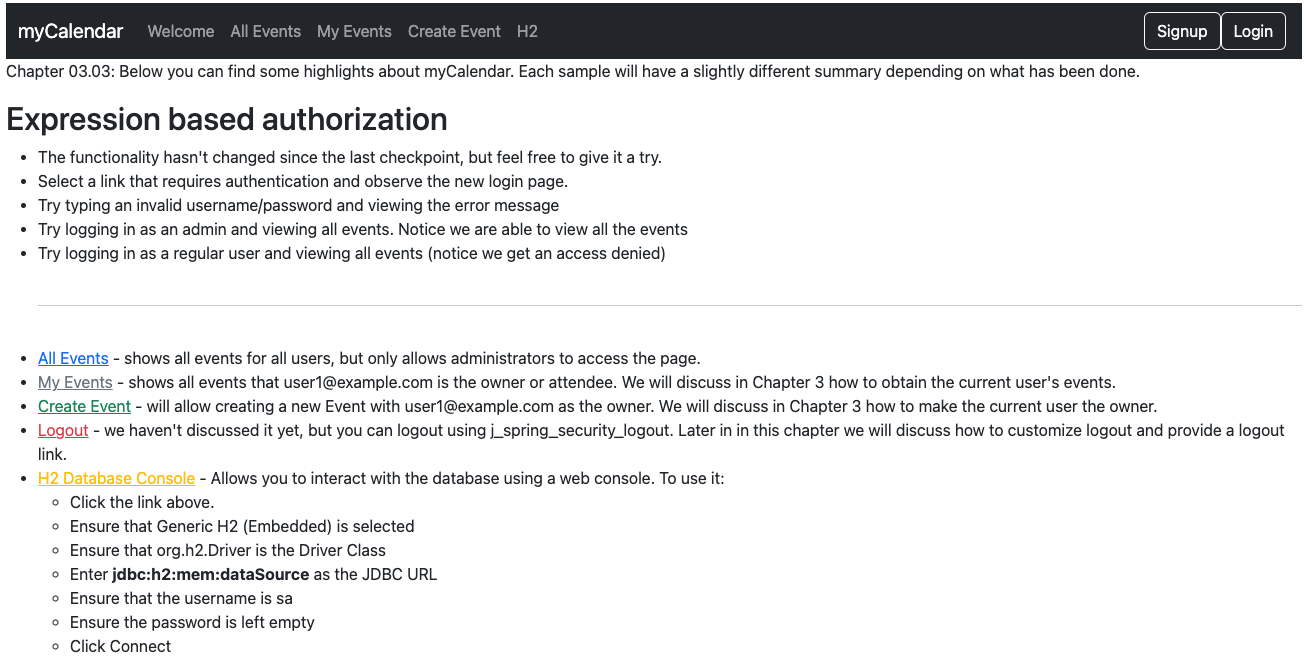 myCalendar Welcome All Events My Events Create Event H2 Signup Login
Chapter 03.03: Below you can find some highlights about myCalendar. Each sample will have a slightly different summary depending on what has been done.
Expression based authorization
• The functionality hasn't changed since the last checkpoint, but feel free to give it a try.
• Select a link that requires authentication and observe the new login page.
• Try typing an invalid username/password and viewing the error message
• Try logging in as an admin and viewing all events. Notice we are able to view all the events
• Try logging in as a regular user and viewing all events (notice we get an access denied)
• All Events - shows all events for all users, but only allows administrators to access the page.
• My Events - shows all events that user1@example.com is the owner or attendee. We will discuss in Chapter 3 how to obtain the current user's events.
• Create Event - will allow creating a new Event with user1@example.com as the owner. We will discuss in Chapter 3 how to make the current user the owner.
• Logout - we haven't discussed it yet, but you can logout using j_spring_security_logout. Later in in this chapter we will discuss how to customize logout and provide a logout
link.
• H2 Database Console - Allows you to interact with the database using a web console. To use it:
◦ Click the link above.
◦ Ensure that Generic H2 (Embedded) is selected
◦ Ensure that org.h2.Driver is the Driver Class
◦ Enter jdbc:h2:mem:dataSource as the JDBC URL
◦ Ensure that the username is sa
◦ Ensure the password is left empty
◦ Click Connect